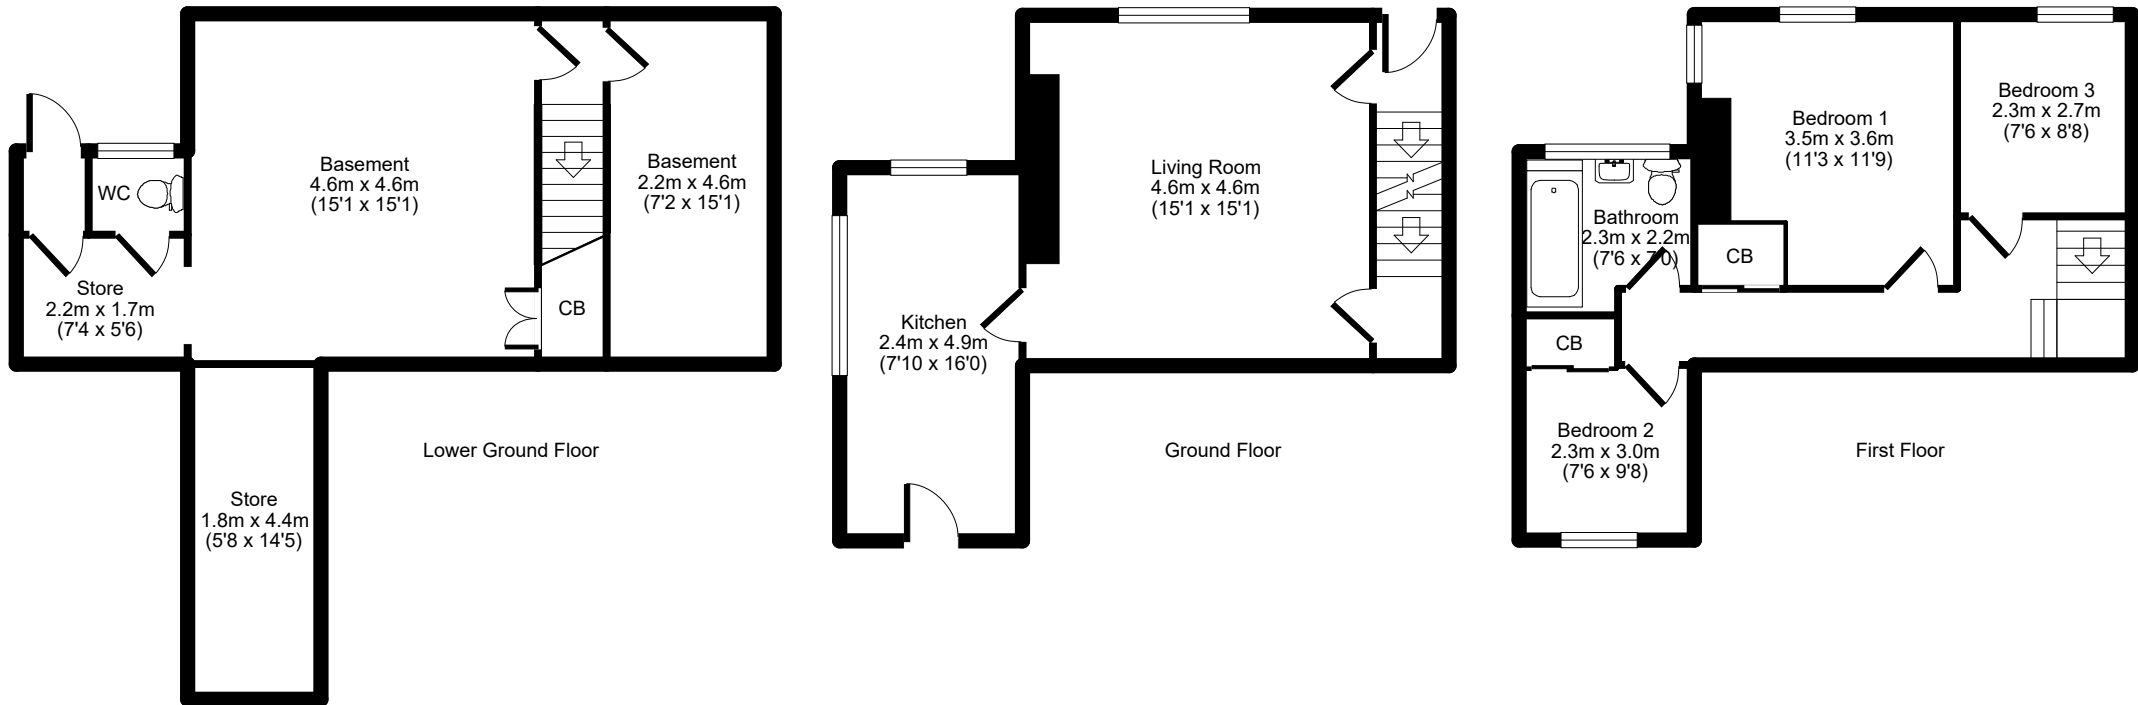 WC
Store
2.2m x 1.7m
(7'4 x 5'6)
Basement
4.6m x 4.6m
(15'1 x 15'1)
CB
Basement
2.2m x 4.6m
(7'2 x 15'1)
Store
1.8m x 4.4m
(5'8 x 14'5)
Lower Ground Floor
Kitchen
2.4m x 4.9m
(7'10 x 16'0)
Living Room
4.6m x 4.6m
(15'1 x 15'1)
N
N
Ground Floor
Bathroom
2.3m x 2.2m
(7'6 x 7'0)
CB
Bedroom 2
2.3m x 3.0m
(7'6 x 9'8)
Bedroom 1
3.5m x 3.6m
(11'3 x 11'9)
CB
Bedroom 3
2.3m x 2.7m
(7'6 x 8'8)
First Floor